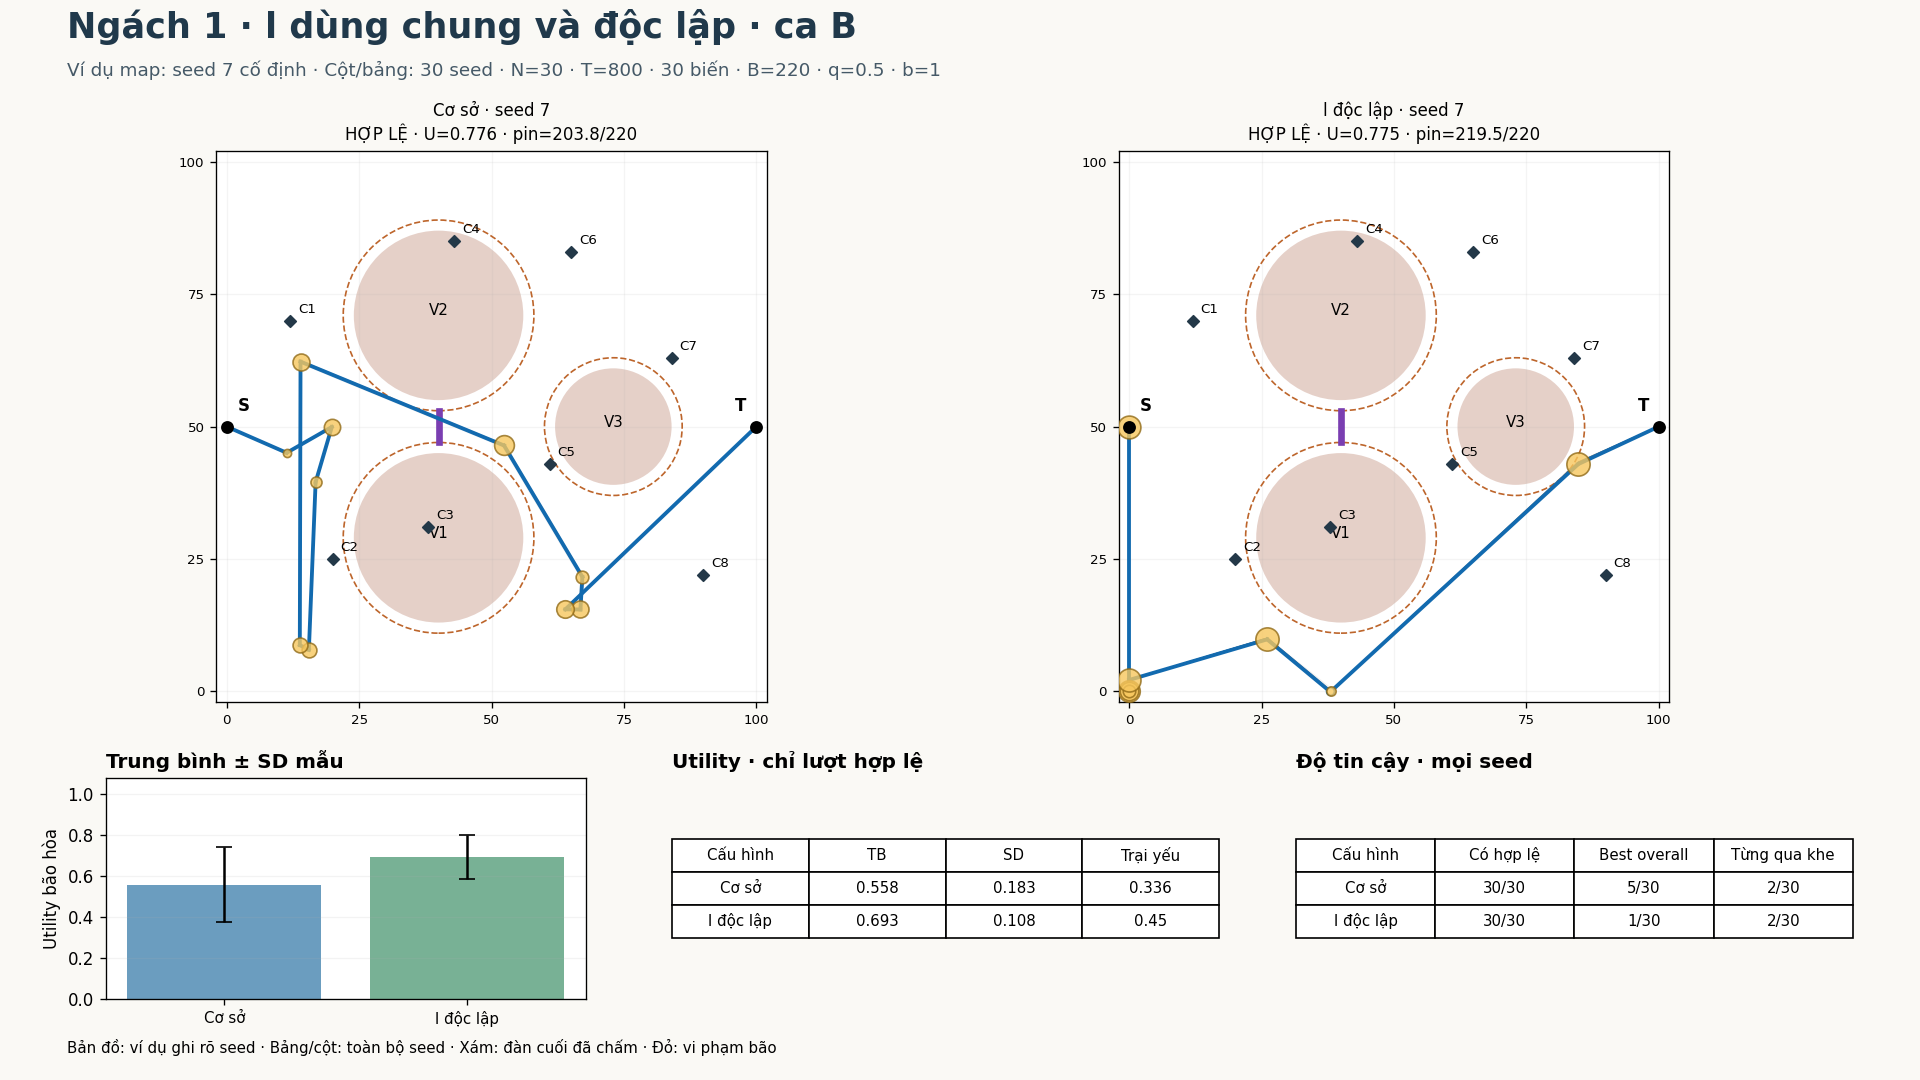 Ngách 1 · l dùng chung và độc lập · ca B
Ví dụ map: seed 7 cố định · Cột/bảng: 30 seed · N=30 · T=800 · 30 biến · B=220 · q=0.5 · b=1
Cơ sở · seed 7
HỢP LỆ · U=0.776 · pin=203.8/220
100
75
50
25
0
0 25 50 75 100
C4
C6
V2
C1
C7
S
T
V3
C5
C3
V1
C2
C8
l độc lập · seed 7
HỢP LỆ · U=0.775 · pin=219.5/220
100
75
50
25
0
0 25 50 75 100
C4
C6
V2
C1
C7
S
T
V3
C5
C3
V1
C2
C8
Trung bình ± SD mẫu
Utility bão hòa
1.0
0.8
0.6
0.4
0.2
0.0
Cơ sở l độc lập
Utility · chỉ lượt hợp lệ
Cấu hình TB SD Trại yếu
Cơ sở 0.558 0.183 0.336
l độc lập 0.693 0.108 0.45
Độ tin cậy · mọi seed
Cấu hình Có hợp lệ Best overall Từng qua khe
Cơ sở 30/30 5/30 2/30
l độc lập 30/30 1/30 2/30
Bản đồ: ví dụ ghi rõ seed · Bảng/cột: toàn bộ seed · Xám: đàn cuối đã chấm · Đỏ: vi phạm bão